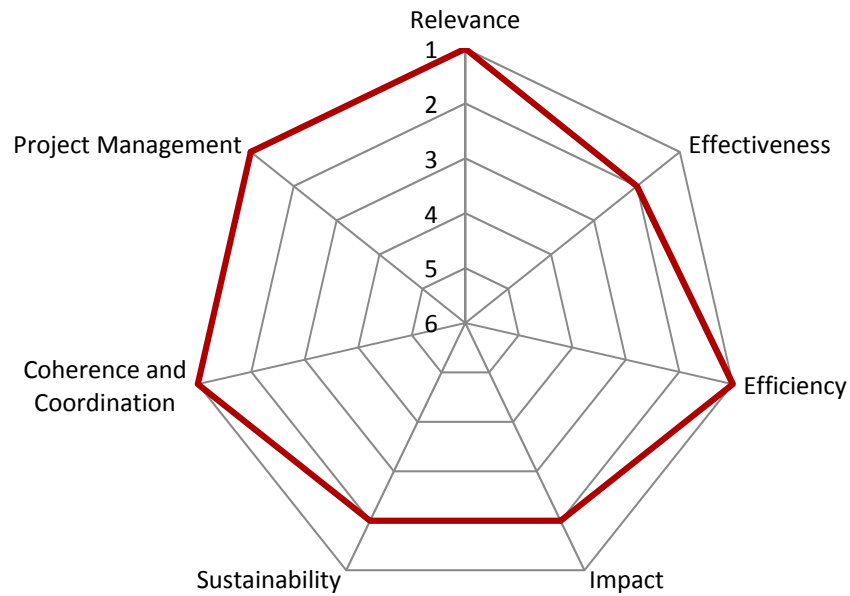 Relevance
1
2
3
4
5
6
Effectiveness
Efficiency
Impact
Sustainability
Coherence and
Coordination
Project Management